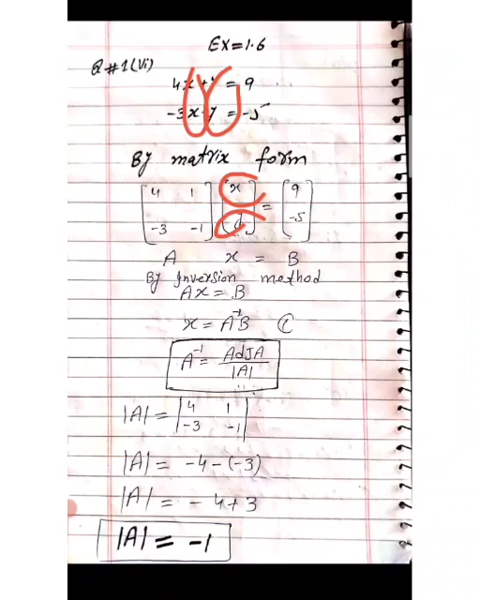 Ex=1.6
Q#1(vi)
4x+y = 9
-3x-y = -5
By matrix form
[4 1 [x [9
-3 -1] y] = -5]
A x = B
By Inversion method
Ax = B
x = A⁻¹B
A⁻¹ = AdjA / |A|
|A| = |4 1
-3 -1|
|A| = -4-(-3)
|A| = -4+3
|A| = -1